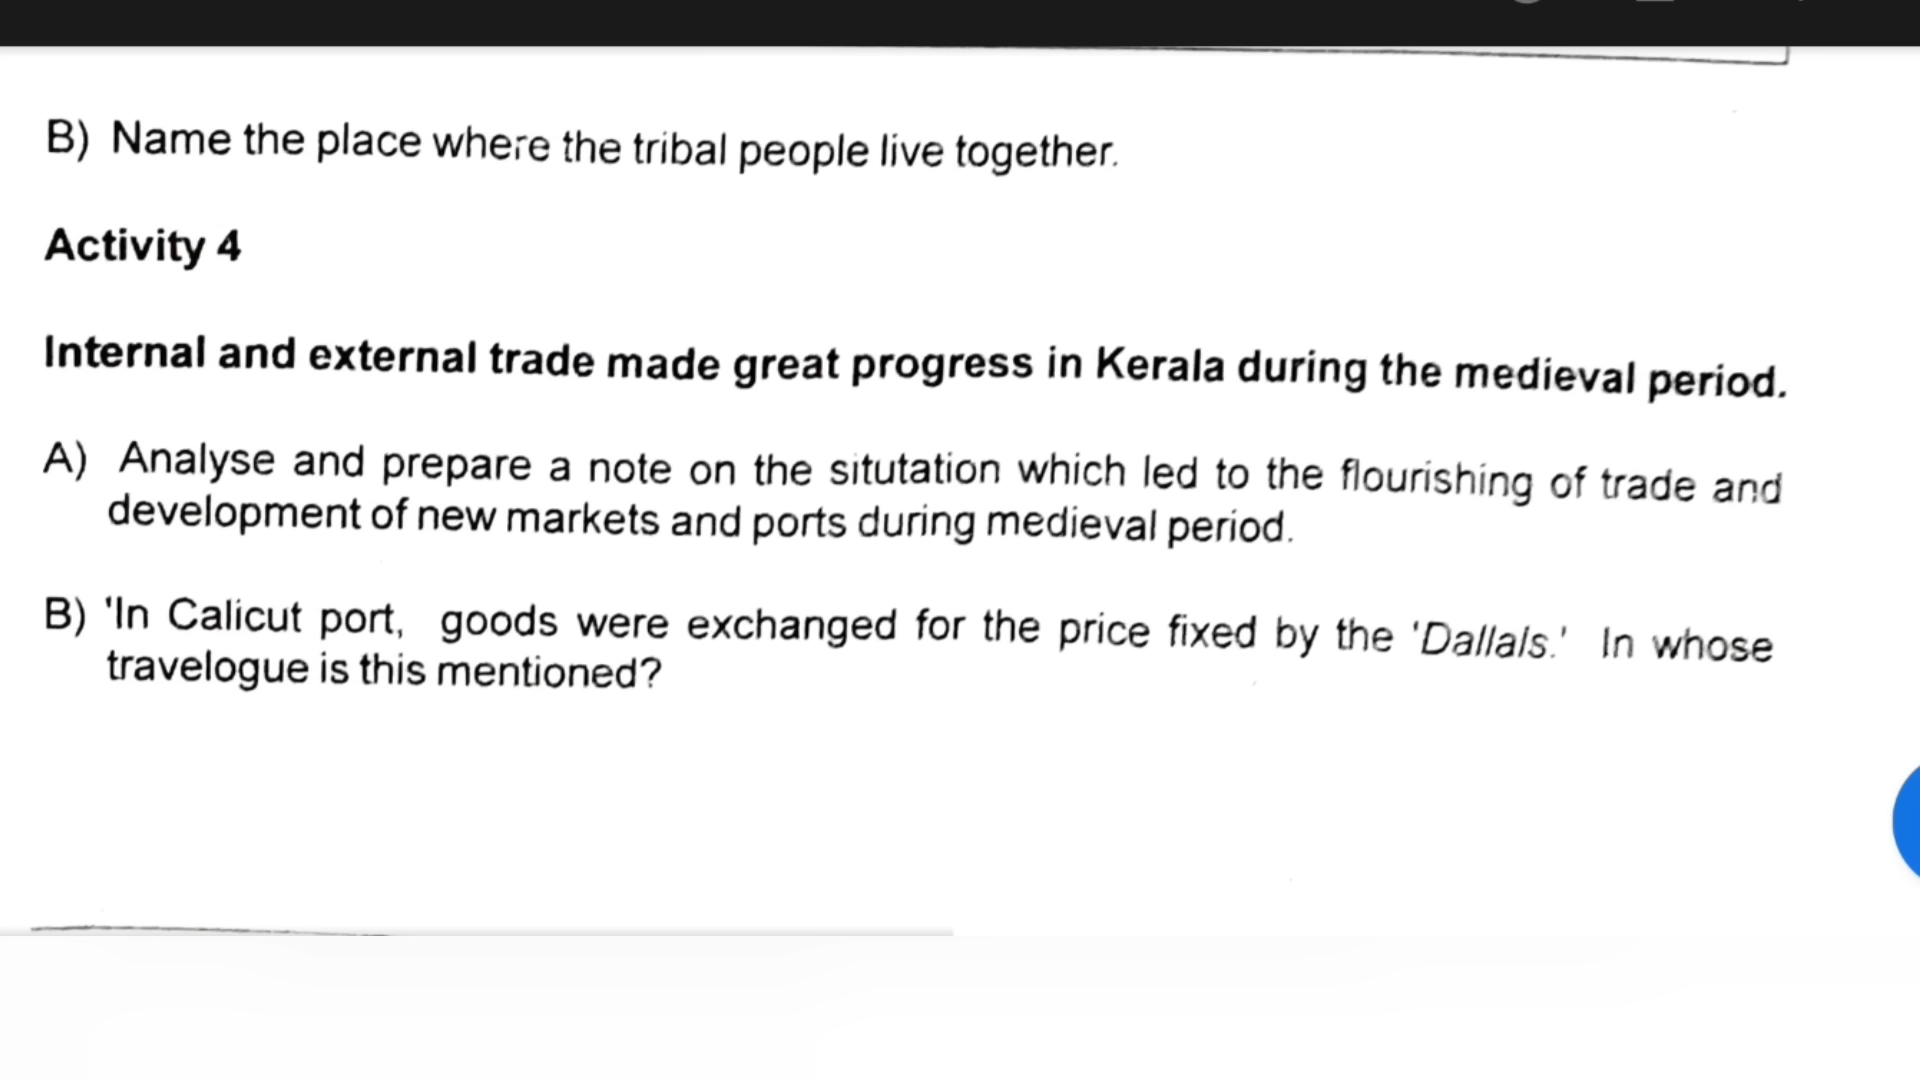 B) Name the place where the tribal people live together.
Activity 4
Internal and external trade made great progress in Kerala during the medieval period.
A) Analyse and prepare a note on the situtation which led to the flourishing of trade and
development of new markets and ports during medieval period.
B) 'In Calicut port, goods were exchanged for the price fixed by the 'Dallals.' In whose
travelogue is this mentioned?